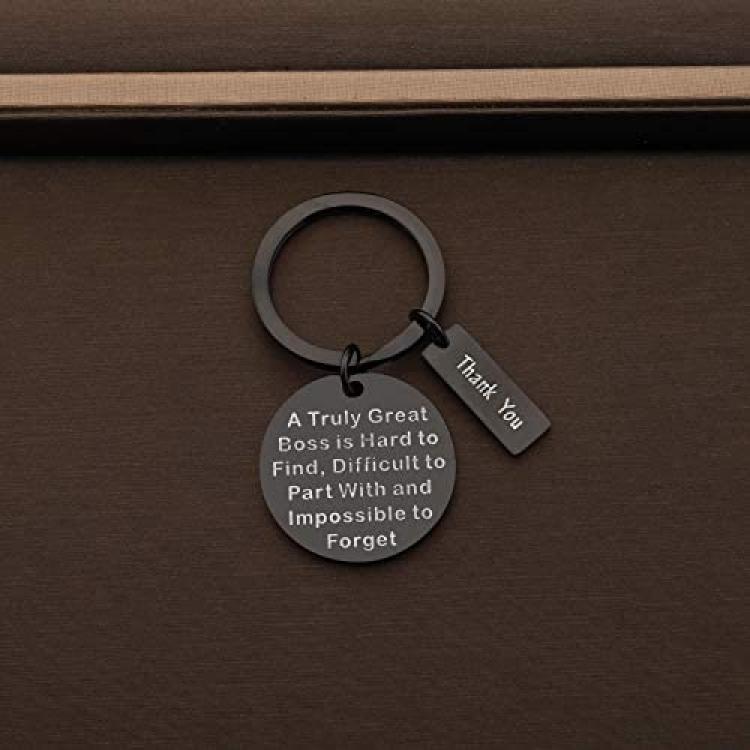 A Truly Great
Boss is Hard to
Find, Difficult to
Part With and
Impossible to
Forget
Thank You